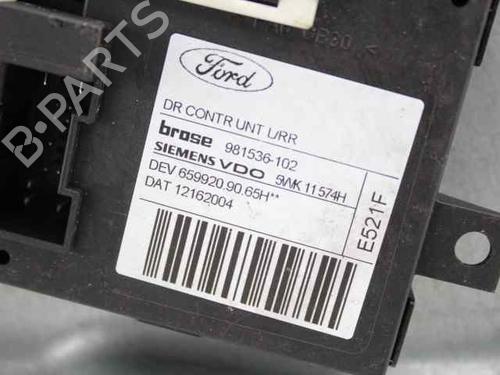 B-PARTS
Ford
DR CONTR UNT L/RR
brose 981536-102
SIEMENS VDO 5WK 11574H
DEV 659920.90.65H**
DAT 12162004
E521F